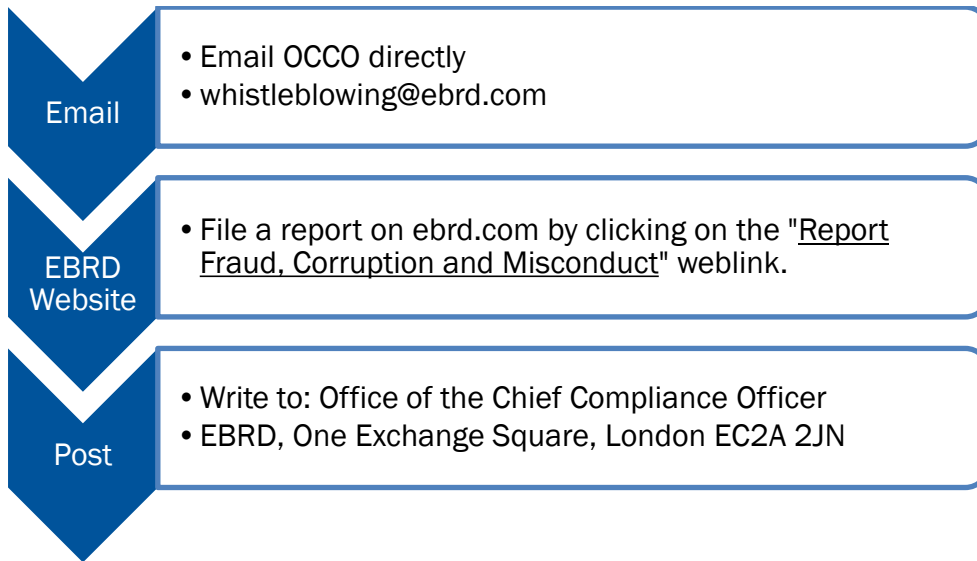 Email
• Email OCCO directly
• whistleblowing@ebrd.com
EBRD
Website
• File a report on ebrd.com by clicking on the "Report
Fraud, Corruption and Misconduct" weblink.
Post
• Write to: Office of the Chief Compliance Officer
• EBRD, One Exchange Square, London EC2A 2JN